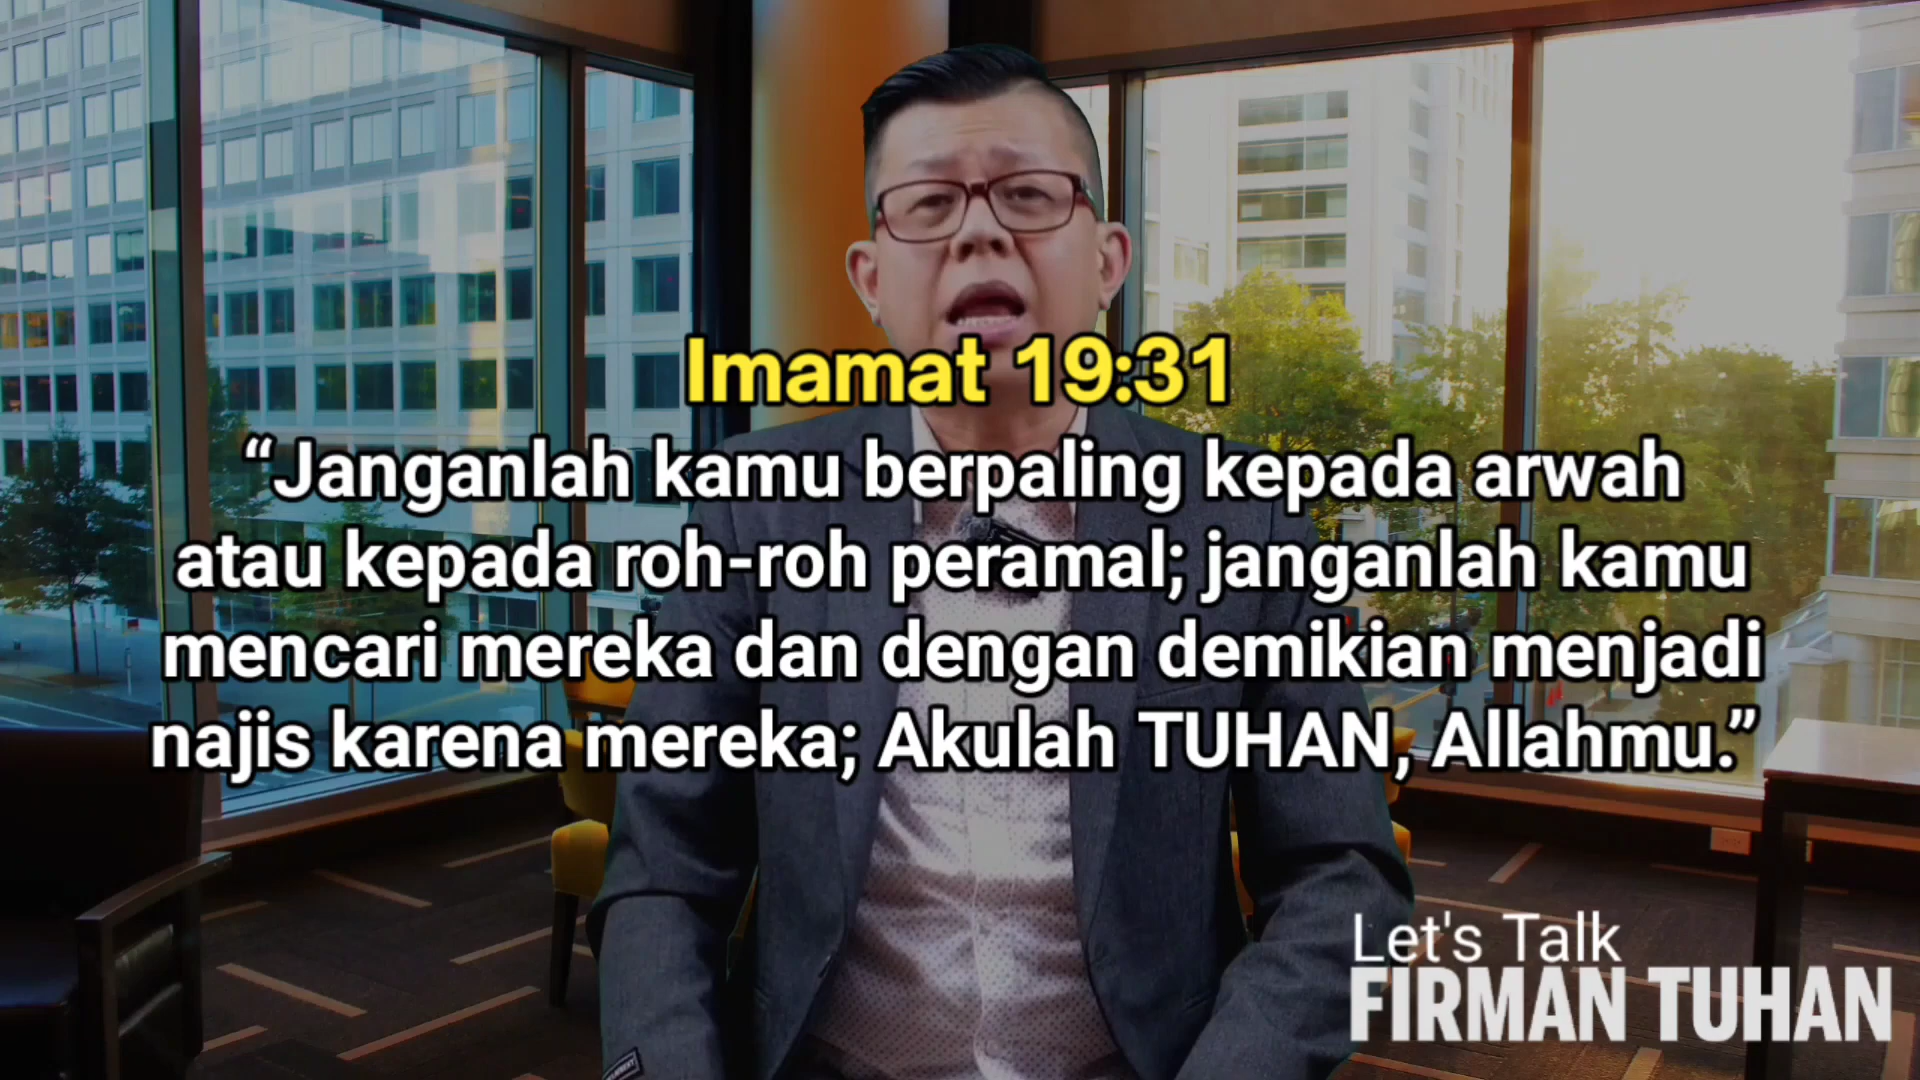 Imamat 19:31
“Janganlah kamu berpaling kepada arwah
atau kepada roh-roh peramal; janganlah kamu
mencari mereka dan dengan demikian menjadi
najis karena mereka; Akulah TUHAN, Allahmu.”
Let's Talk
FIRMAN TUHAN